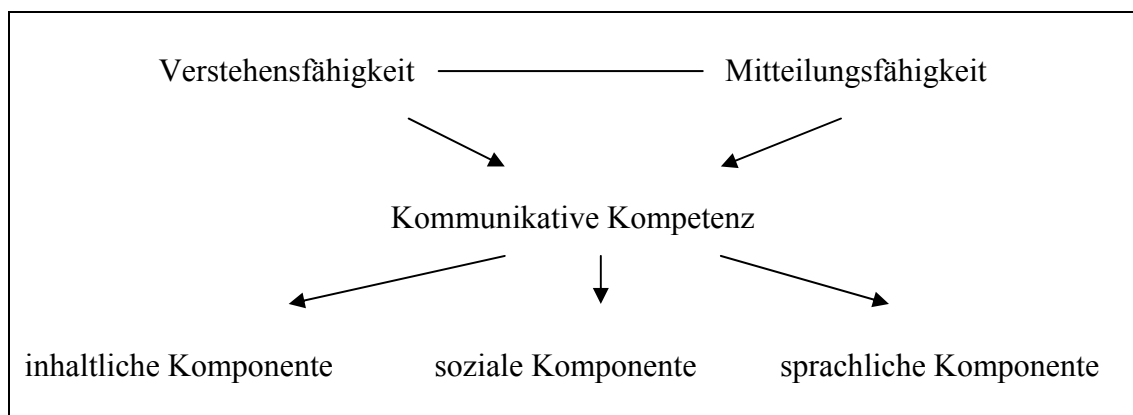 Verstehensfähigkeit Mitteilungsfähigkeit
Kommunikative Kompetenz
inhaltliche Komponente soziale Komponente sprachliche Komponente